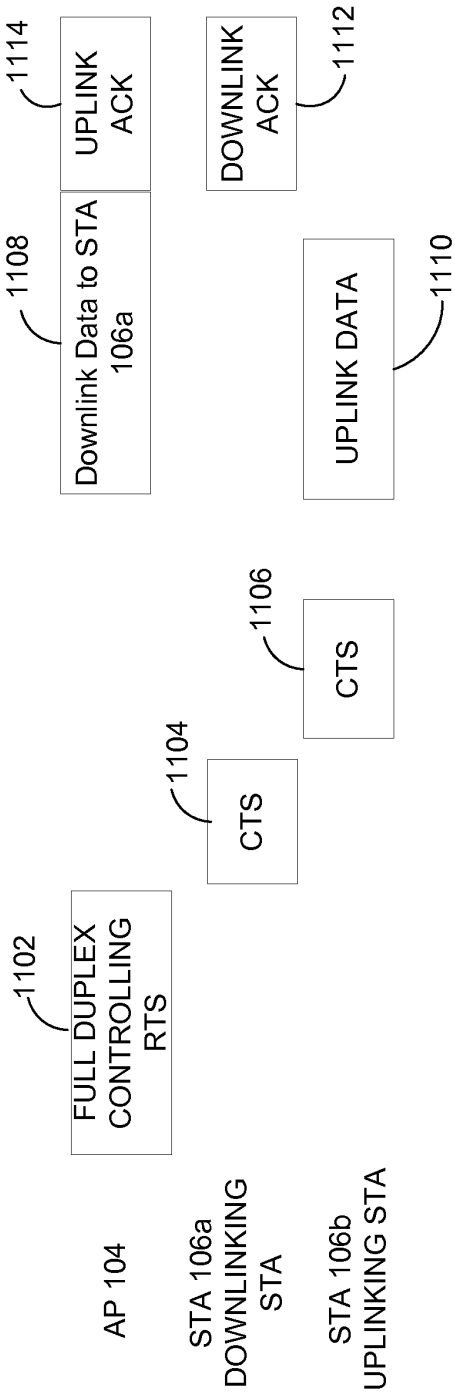 1102
FULL DUPLEX
CONTROLLING
RTS
1108
Downlink Data to STA
106a
1114
UPLINK
ACK
AP 104
1104
CTS
1112
DOWNLINK
ACK
STA 106a
DOWNLINKING
STA
1106
CTS
UPLINK DATA
1110
STA 106b
UPLINKING STA